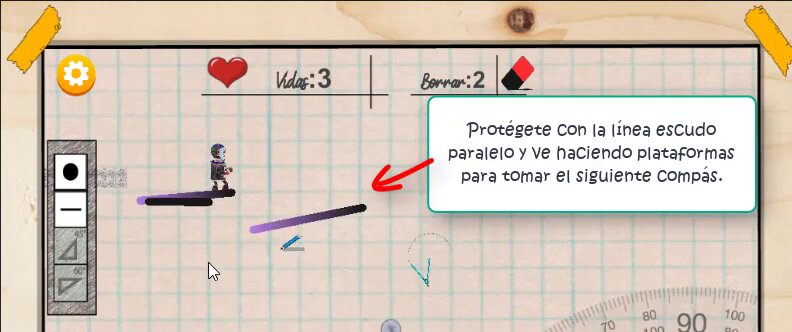 Vidas:3
Borrar:2
Protégete con la línea escudo
paralelo y ve haciendo plataformas
para tomar el siguiente compás.
45°
60°
70 80 90 100
100